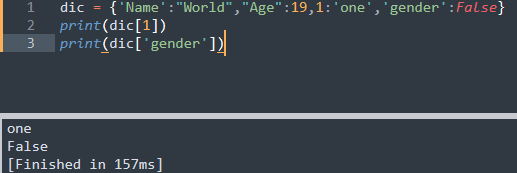 1 dic = {'Name':"World","Age":19,1:'one','gender':False}
2 print(dic[1])
3 print(dic['gender'])
one
False
[Finished in 157ms]